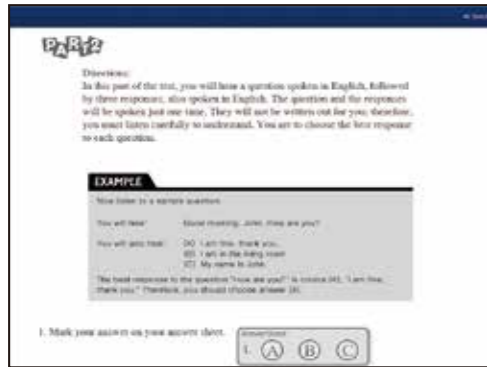 PART2
Directions:
In this part of the test, you will hear a question spoken in English, followed
by three responses, also spoken in English. The question and the responses
will be spoken just one time. They will not be written out for you; therefore,
you must listen carefully to understand. You are to choose the best response
to each question.
EXAMPLE
Now listen to a sample question.
You will hear: Good morning, John. How are you?
You will also hear: (A) I am fine, thank you.
(B) I am in the living room.
(C) My name is John.
The best response to the question "How are you?" is choice (A), "I am fine,
thank you." Therefore, you should choose answer (A).
1. Mark your answer on your answer sheet.
Answer Sheet
1. A B C